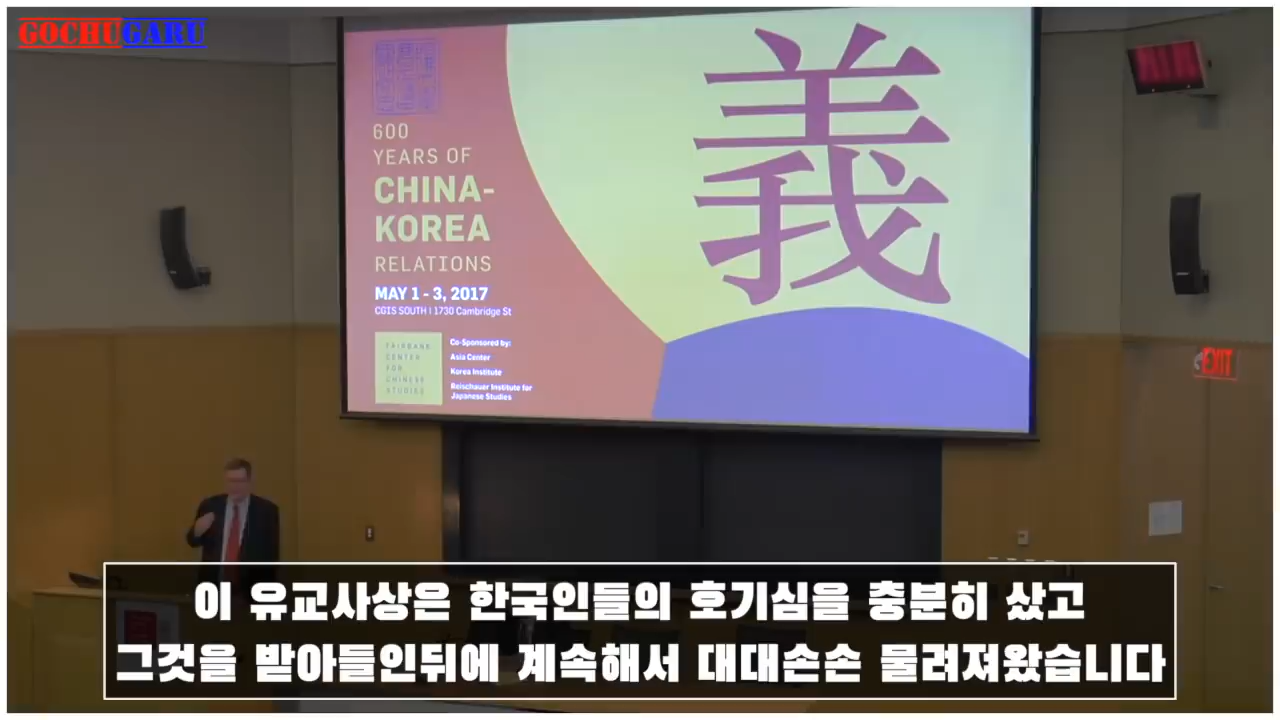 GOCHUGARU
600
YEARS OF
CHINA-
KOREA
RELATIONS
MAY 1 - 3, 2017
CGIS SOUTH | 1730 Cambridge St
FAIRBANK
CENTER
FOR
CHINESE
STUDIES
Co-Sponsored by:
Asia Center
Korea Institute
Reischauer Institute for
Japanese Studies
義
EXIT
이 유교사상은 한국인들의 호기심을 충분히 샀고
그것을 받아들인뒤에 계속해서 대대손손 물려져왔습니다